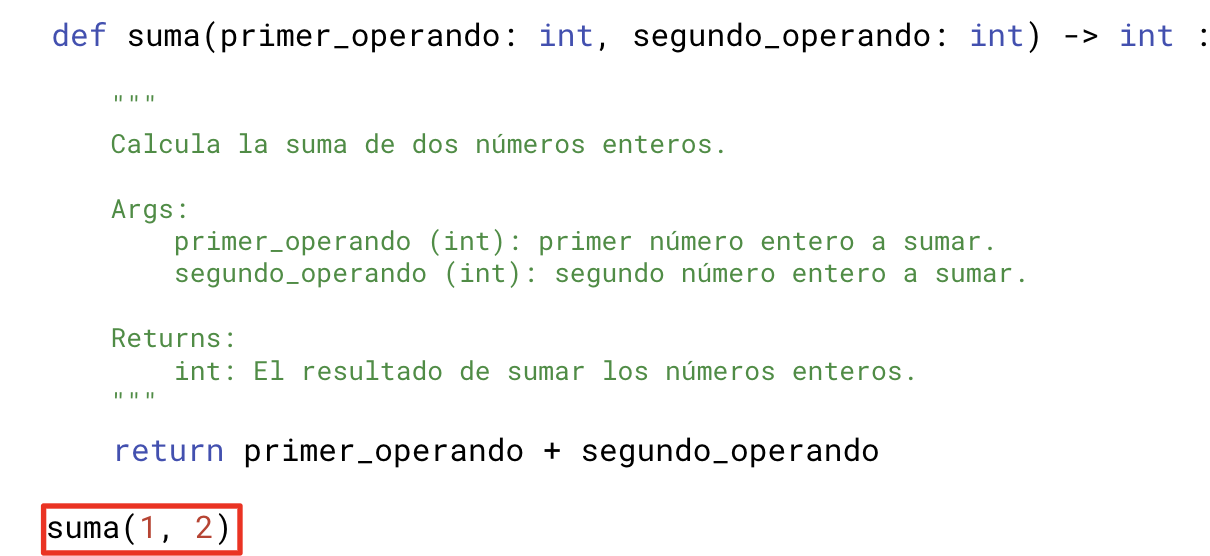 def suma(primer_operando: int, segundo_operando: int) -> int :
"""
Calcula la suma de dos números enteros.
Args:
primer_operando (int): primer número entero a sumar.
segundo_operando (int): segundo número entero a sumar.
Returns:
int: El resultado de sumar los números enteros.
"""
return primer_operando + segundo_operando
suma(1, 2)